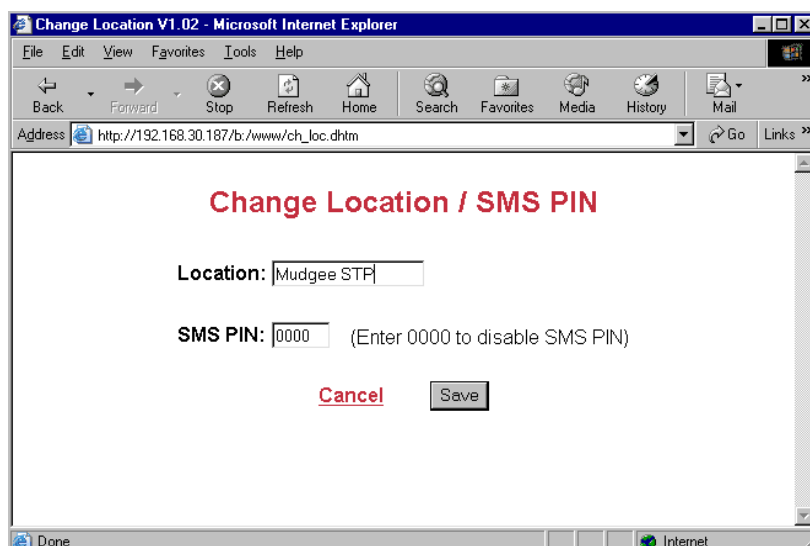 Change Location V1.02 - Microsoft Internet Explorer
File Edit View Favorites Tools Help
Back Forward Stop Refresh Home Search Favorites Media History Mail »
Address http://192.168.30.187/b:/www/ch_loc.dhtm Go Links »
Change Location / SMS PIN
Location: Mudgee STP
SMS PIN: 0000 (Enter 0000 to disable SMS PIN)
Cancel Save
Done Internet